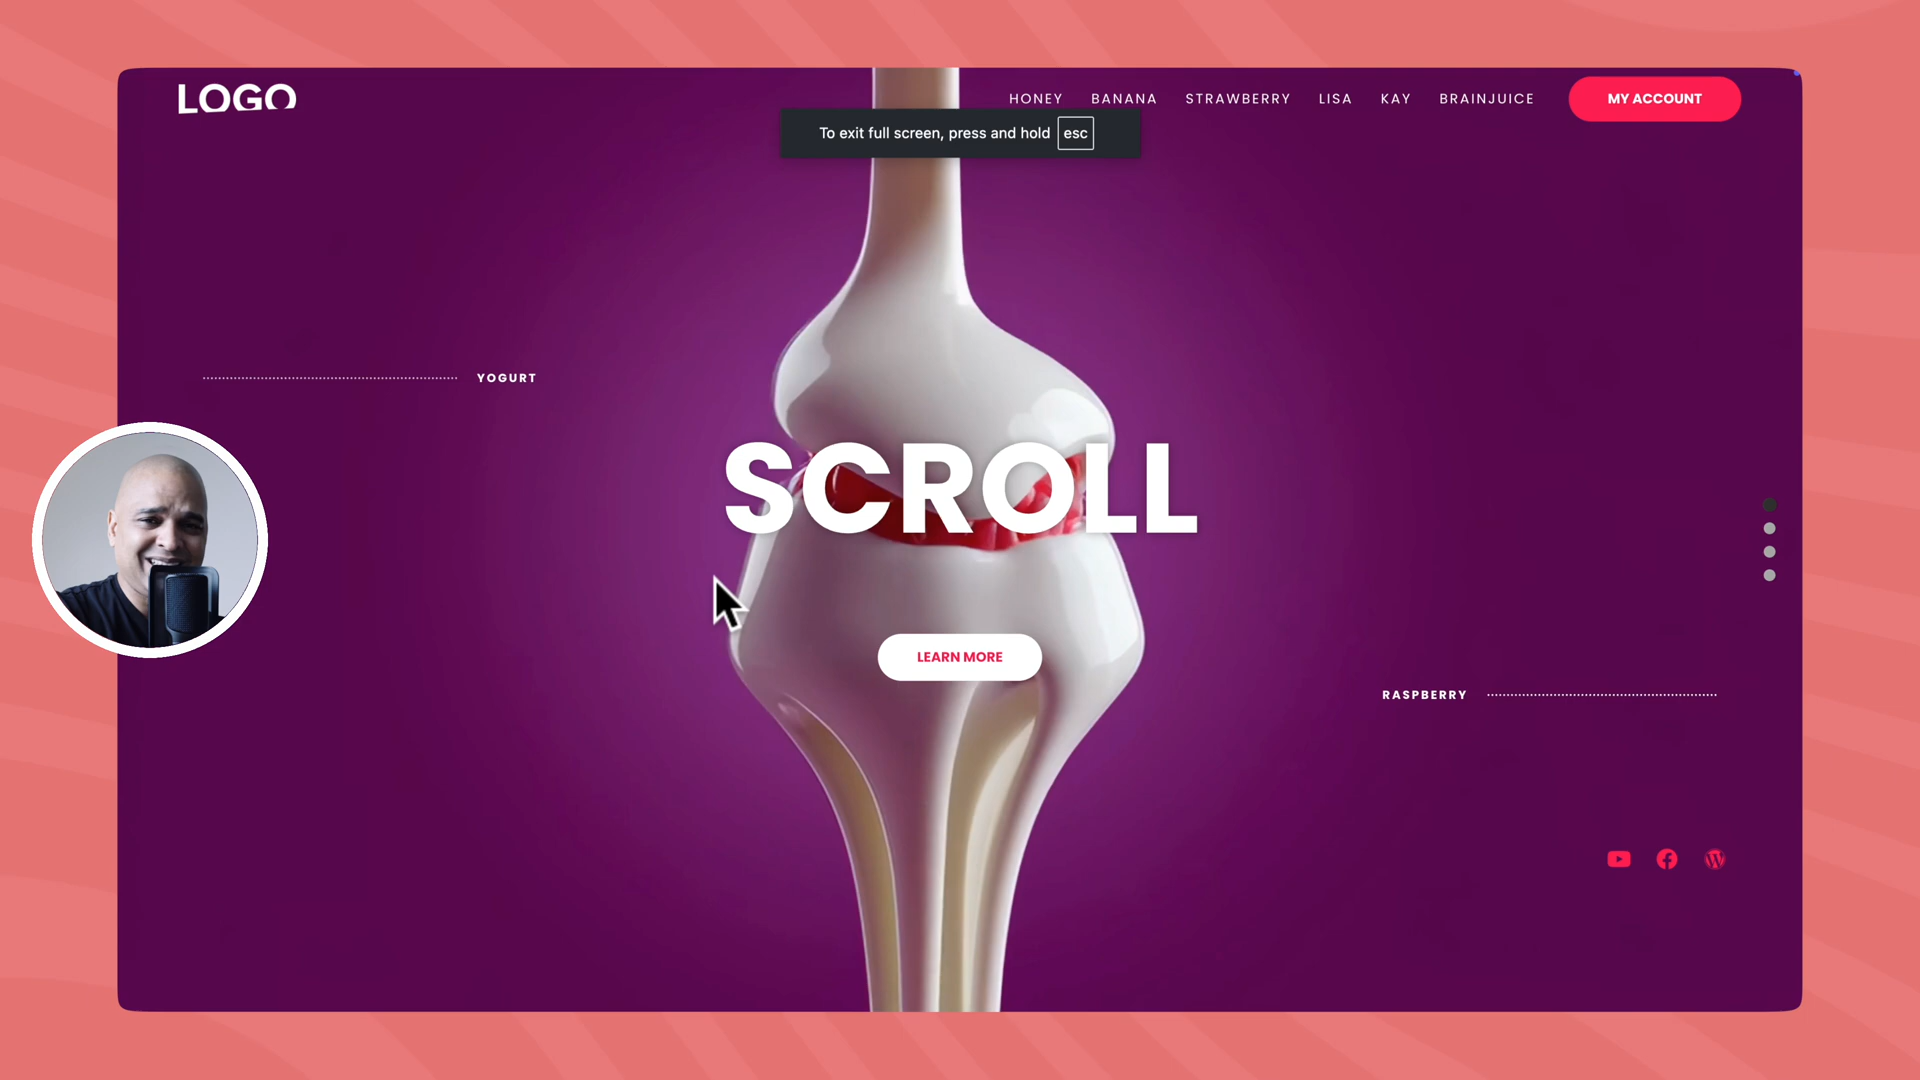 LOGO
HONEY BANANA STRAWBERRY LISA KAY BRAINJUICE MY ACCOUNT
To exit full screen, press and hold esc
YOGURT
SCROLL
LEARN MORE
RASPBERRY